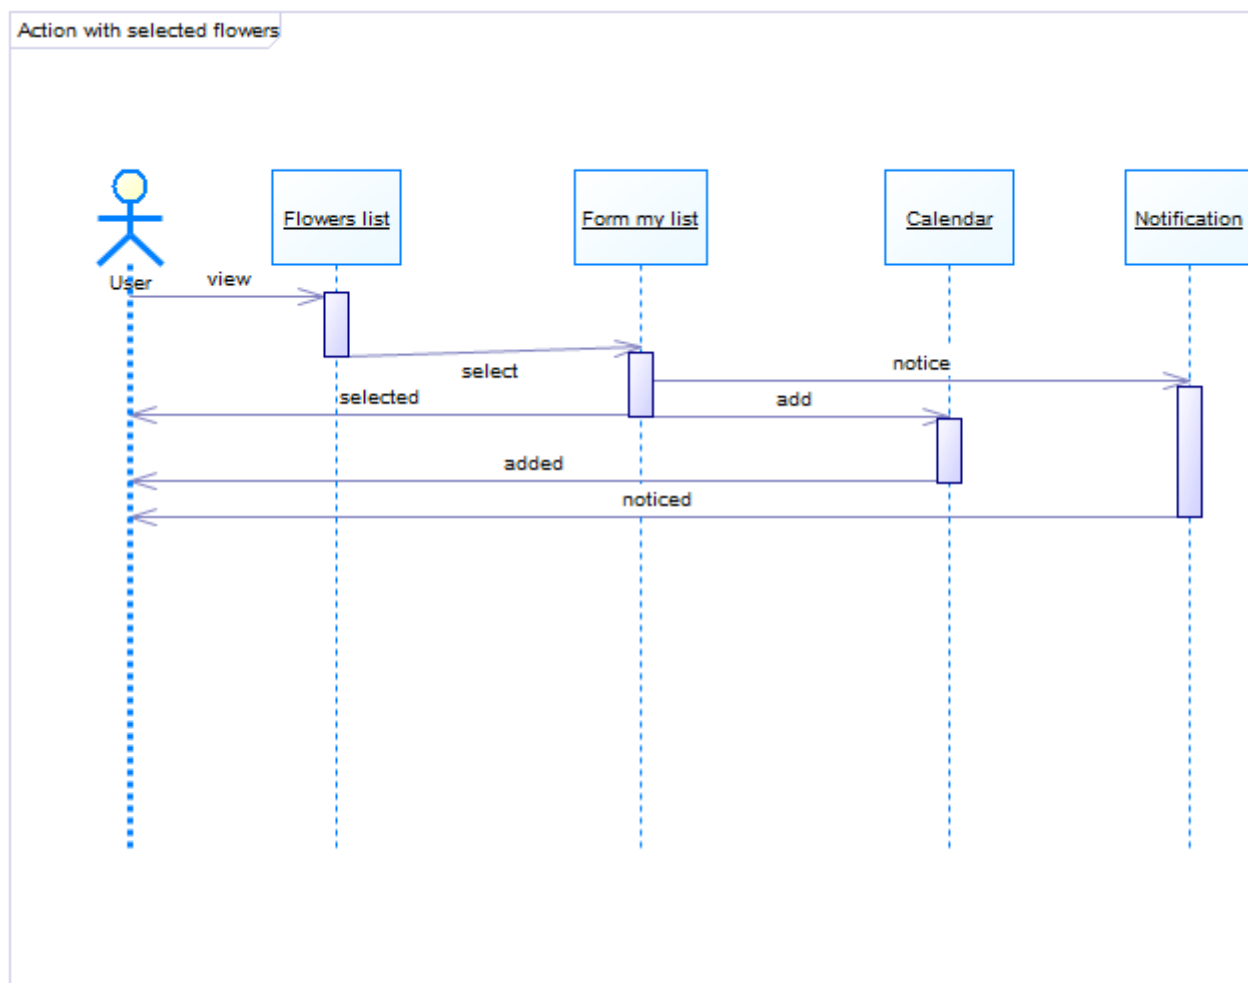 Action with selected flowers
Flowers list
Form my list
Calendar
Notification
User
view
select
notice
selected
add
added
noticed